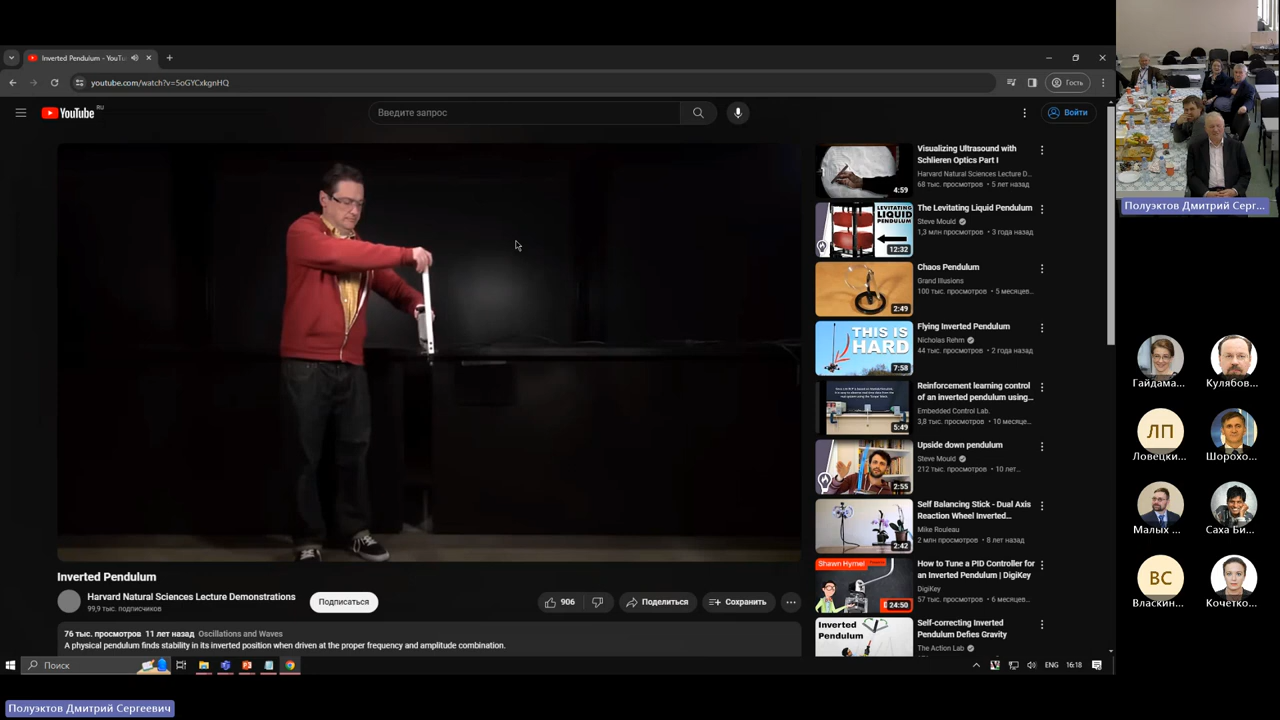 Inverted Pendulum - YouTu
youtube.com/watch?v=5oGYCxkgnHQ
Гость
YouTube RU
Введите запрос
Войти
Visualizing Ultrasound with
Schlieren Optics Part I
Harvard Natural Sciences Lecture D...
68 тыс. просмотров • 5 лет назад
4:59
LEVITATING
LIQUID
PENDULUM
12:32
The Levitating Liquid Pendulum
Steve Mould
1,3 млн просмотров • 3 года назад
2:49
Chaos Pendulum
Grand Illusions
100 тыс. просмотров • 5 месяцев...
THIS IS
HARD
7:58
Flying Inverted Pendulum
Nicholas Rehm
44 тыс. просмотров • 2 года назад
5:49
Reinforcement learning control
of an inverted pendulum using...
Embedded Control Lab.
3,8 тыс. просмотров • 10 месяце...
2:55
Upside down pendulum
Steve Mould
212 тыс. просмотров • 10 лет...
2:42
Self Balancing Stick - Dual Axis
Reaction Wheel Inverted...
Mike Rouleau
2 млн просмотров • 8 лет назад
Shawn Hymel
24:50
How to Tune a PID Controller for
an Inverted Pendulum | DigiKey
DigiKey
57 тыс. просмотров • 6 месяцев...
Inverted
Pendulum
Self-correcting Inverted
Pendulum Defies Gravity
The Action Lab
Inverted Pendulum
Harvard Natural Sciences Lecture Demonstrations
99,9 тыс. подписчиков
Подписаться
906
Поделиться
Сохранить
76 тыс. просмотров 11 лет назад Oscillations and Waves
A physical pendulum finds stability in its inverted position when driven at the proper frequency and amplitude combination.
Поиск
ENG
16:18
Полуэктов Дмитрий Сергеевич
Полуэктов Дмитрий Серг...
Гайдама...
Кулябов...
ЛП
Ловецки...
Шорохо...
Малых ...
Саха Би...
ВС
Власкин...
Кочетко...